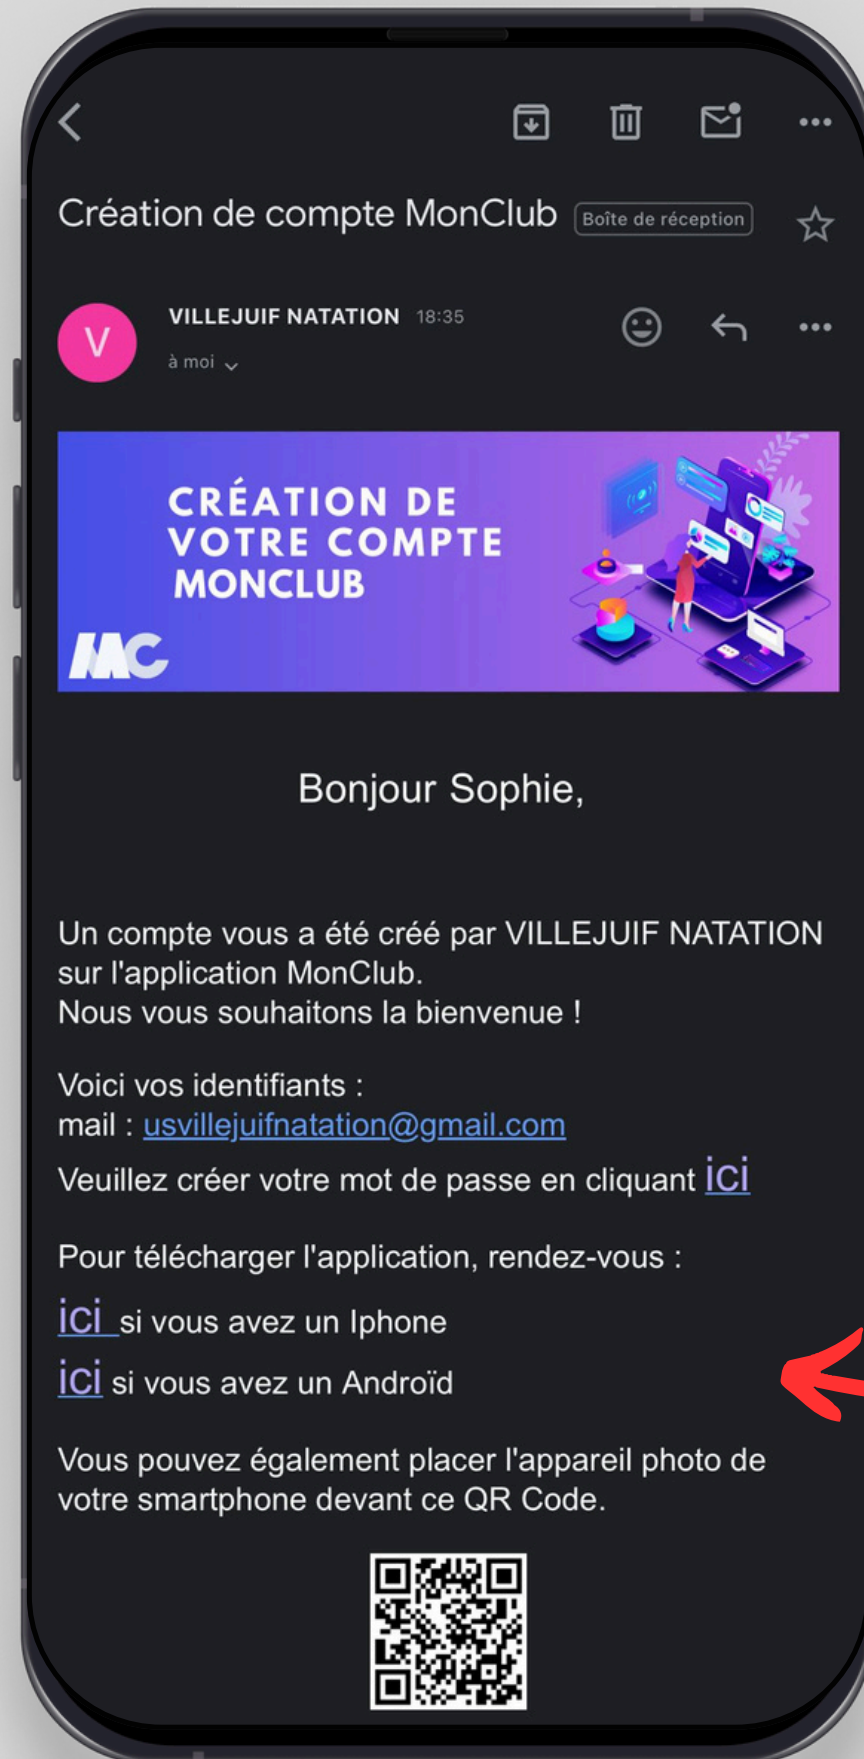 Création de compte MonClub Boîte de réception
V
VILLEJUIF NATATION 18:35
à moi
CRÉATION DE
VOTRE COMPTE
MONCLUB
MC
Bonjour Sophie,
Un compte vous a été créé par VILLEJUIF NATATION
sur l'application MonClub.
Nous vous souhaitons la bienvenue !
Voici vos identifiants :
mail : usvillejuifnatation@gmail.com
Veuillez créer votre mot de passe en cliquant ici
Pour télécharger l'application, rendez-vous :
ici si vous avez un Iphone
ici si vous avez un Androïd
Vous pouvez également placer l'appareil photo de
votre smartphone devant ce QR Code.